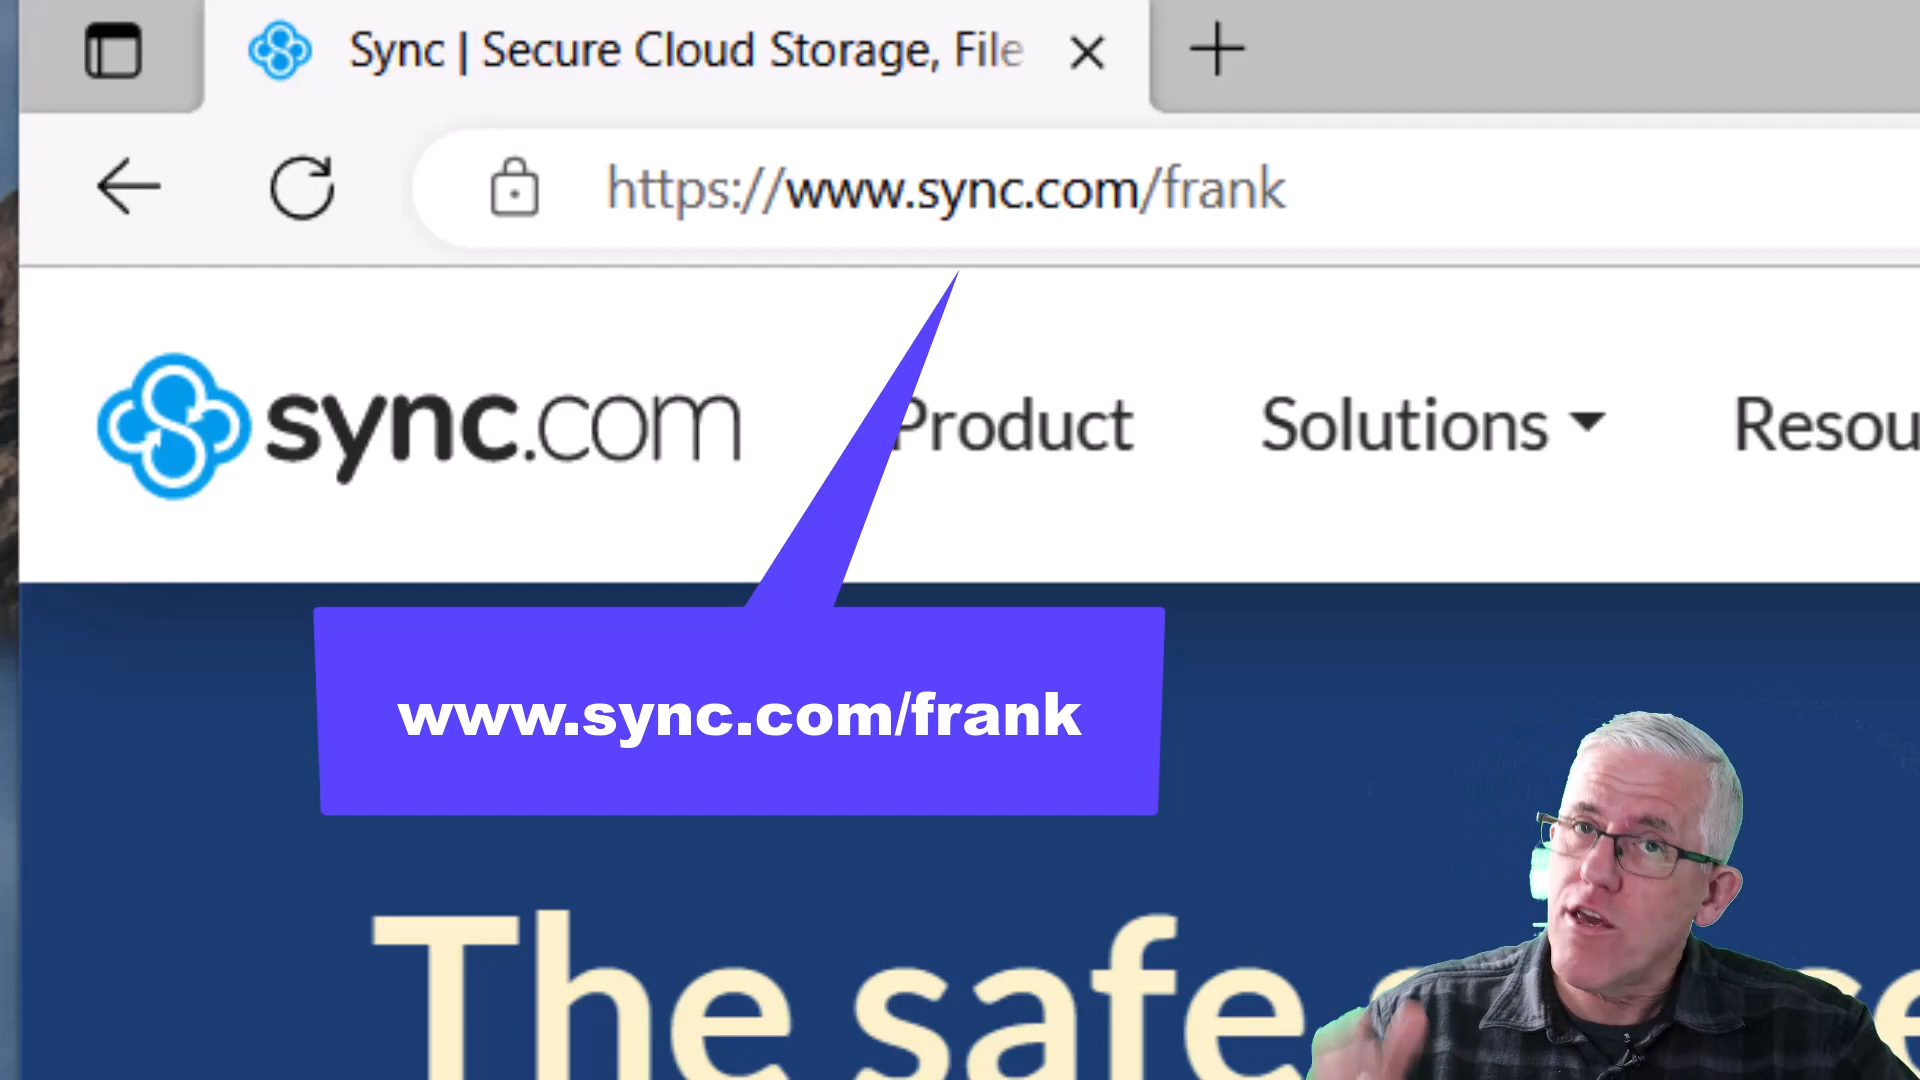 Sync | Secure Cloud Storage, File
https://www.sync.com/frank
sync.com
Product Solutions Resou
www.sync.com/frank
The safe